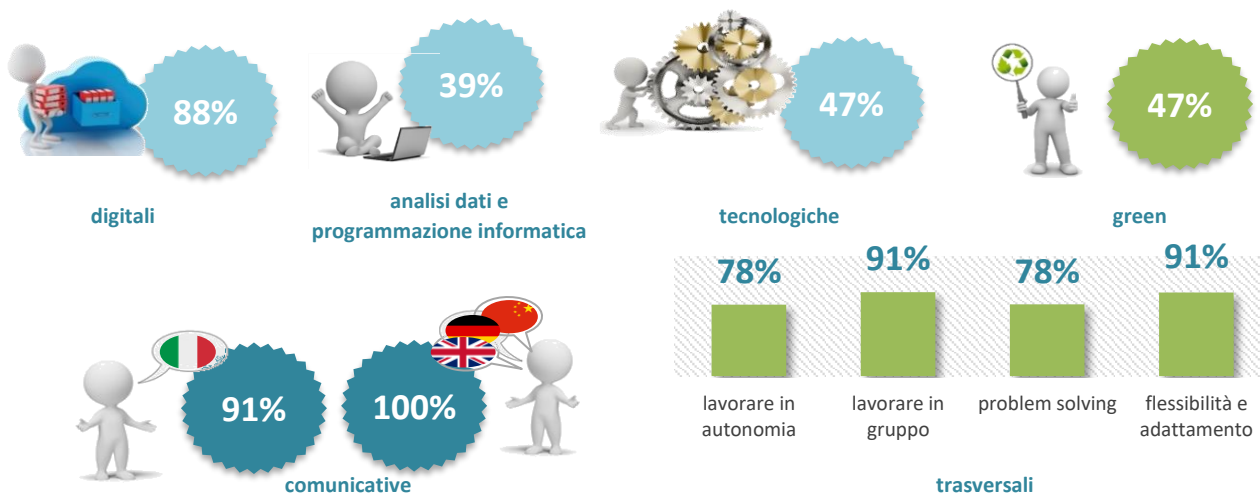 88%
39%
47%
47%
digitali
analisi dati e
programmazione informatica
tecnologiche
green
91%
100%
comunicative
78%
91%
78%
91%
lavorare in
autonomia
lavorare in
gruppo
problem solving
flessibilità e
adattamento
trasversali